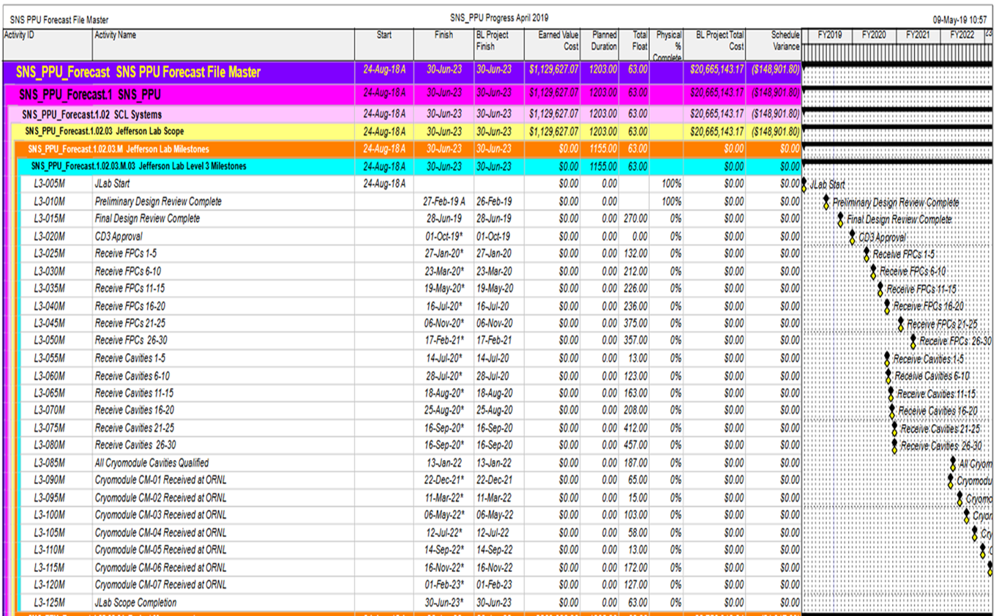 SNS PPU Forecast File Master SNS_PPU Progress April 2019 09-May-19 10:57
Activity ID Activity Name Start Finish BL Project Finish Earned Value Cost Planned Duration Total Float Physical % Complete BL Project Total Cost Schedule Variance FY2019 FY2020 FY2021 FY2022 23
SNS_PPU_Forecast SNS PPU Forecast File Master 24-Aug-18 A 30-Jun-23 30-Jun-23 $1,129,627.07 1203.00 63.00 $20,665,143.17 ($148,901.80)
SNS_PPU_Forecast.1 SNS_PPU 24-Aug-18 A 30-Jun-23 30-Jun-23 $1,129,627.07 1203.00 63.00 $20,665,143.17 ($148,901.80)
SNS_PPU_Forecast.1.02 SCL Systems 24-Aug-18 A 30-Jun-23 30-Jun-23 $1,129,627.07 1203.00 63.00 $20,665,143.17 ($148,901.80)
SNS_PPU_Forecast.1.02.03 Jefferson Lab Scope 24-Aug-18 A 30-Jun-23 30-Jun-23 $1,129,627.07 1203.00 63.00 $20,665,143.17 ($148,901.80)
SNS_PPU_Forecast.1.02.03.M Jefferson Lab Milestones 24-Aug-18 A 30-Jun-23 30-Jun-23 $0.00 1155.00 63.00 $0.00 $0.00
SNS_PPU_Forecast.1.02.03.M.03 Jefferson Lab Level 3 Milestones 24-Aug-18 A 30-Jun-23 30-Jun-23 $0.00 1155.00 63.00 $0.00 $0.00
L3-005M JLab Start 24-Aug-18 A $0.00 0.00 100% $0.00 $0.00 JLab Start
L3-010M Preliminary Design Review Complete 27-Feb-19 A 26-Feb-19 $0.00 0.00 100% $0.00 $0.00 Preliminary Design Review Complete
L3-015M Final Design Review Complete 28-Jun-19 28-Jun-19 $0.00 0.00 270.00 0% $0.00 $0.00 Final Design Review Complete
L3-020M CD3 Approval 01-Oct-19* 01-Oct-19 $0.00 0.00 0.00 0% $0.00 $0.00 CD3 Approval
L3-025M Receive FPCs 1-5 27-Jan-20* 27-Jan-20 $0.00 0.00 132.00 0% $0.00 $0.00 Receive FPCs 1-5
L3-030M Receive FPCs 6-10 23-Mar-20* 23-Mar-20 $0.00 0.00 212.00 0% $0.00 $0.00 Receive FPCs 6-10
L3-035M Receive FPCs 11-15 19-May-20* 19-May-20 $0.00 0.00 226.00 0% $0.00 $0.00 Receive FPCs 11-15
L3-040M Receive FPCs 16-20 16-Jul-20* 16-Jul-20 $0.00 0.00 236.00 0% $0.00 $0.00 Receive FPCs 16-20
L3-045M Receive FPCs 21-25 06-Nov-20* 06-Nov-20 $0.00 0.00 375.00 0% $0.00 $0.00 Receive FPCs 21-25
L3-050M Receive FPCs 26-30 17-Feb-21* 17-Feb-21 $0.00 0.00 357.00 0% $0.00 $0.00 Receive FPCs 26-30
L3-055M Receive Cavities 1-5 14-Jul-20* 14-Jul-20 $0.00 0.00 13.00 0% $0.00 $0.00 Receive Cavities 1-5
L3-060M Receive Cavities 6-10 28-Jul-20* 28-Jul-20 $0.00 0.00 123.00 0% $0.00 $0.00 Receive Cavities 6-10
L3-065M Receive Cavities 11-15 18-Aug-20* 18-Aug-20 $0.00 0.00 163.00 0% $0.00 $0.00 Receive Cavities 11-15
L3-070M Receive Cavities 16-20 25-Aug-20* 25-Aug-20 $0.00 0.00 208.00 0% $0.00 $0.00 Receive Cavities 16-20
L3-075M Receive Cavities 21-25 16-Sep-20* 16-Sep-20 $0.00 0.00 412.00 0% $0.00 $0.00 Receive Cavities 21-25
L3-080M Receive Cavities 26-30 16-Sep-20* 16-Sep-20 $0.00 0.00 457.00 0% $0.00 $0.00 Receive Cavities 26-30
L3-085M All Cryomodule Cavities Qualified 13-Jan-22 13-Jan-22 $0.00 0.00 187.00 0% $0.00 $0.00 All Cryom
L3-090M Cryomodule CM-01 Received at ORNL 22-Dec-21* 22-Dec-21 $0.00 0.00 65.00 0% $0.00 $0.00 Cryomodu
L3-095M Cryomodule CM-02 Received at ORNL 11-Mar-22* 11-Mar-22 $0.00 0.00 15.00 0% $0.00 $0.00 Cryomo
L3-100M Cryomodule CM-03 Received at ORNL 06-May-22* 06-May-22 $0.00 0.00 103.00 0% $0.00 $0.00 Cryon
L3-105M Cryomodule CM-04 Received at ORNL 12-Jul-22* 12-Jul-22 $0.00 0.00 58.00 0% $0.00 $0.00 Cry
L3-110M Cryomodule CM-05 Received at ORNL 14-Sep-22* 14-Sep-22 $0.00 0.00 13.00 0% $0.00 $0.00
L3-115M Cryomodule CM-06 Received at ORNL 16-Nov-22* 16-Nov-22 $0.00 0.00 172.00 0% $0.00 $0.00
L3-120M Cryomodule CM-07 Received at ORNL 01-Feb-23* 01-Feb-23 $0.00 0.00 127.00 0% $0.00 $0.00
L3-125M JLab Scope Completion 30-Jun-23* 30-Jun-23 $0.00 0.00 63.00 0% $0.00 $0.00